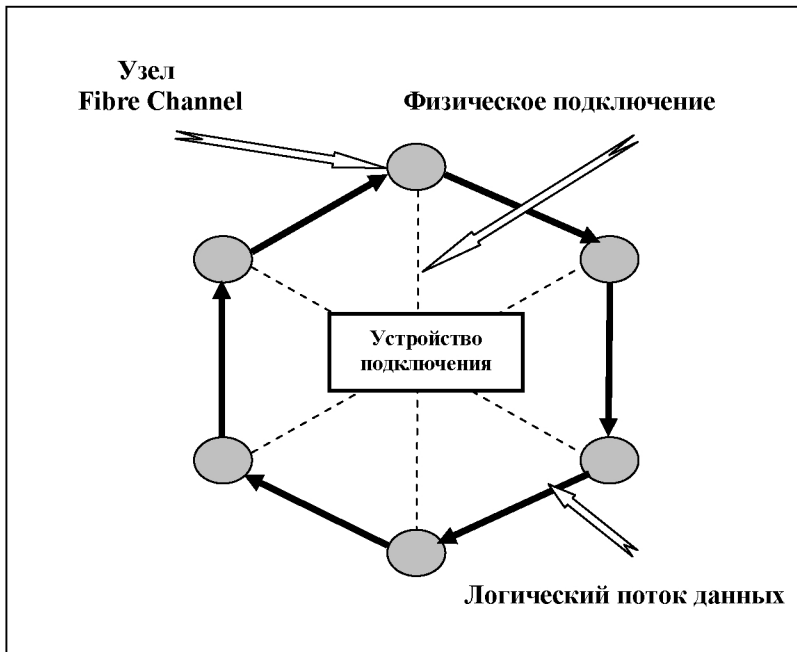 Узел
Fibre Channel
Физическое подключение
Устройство
подключения
Логический поток данных